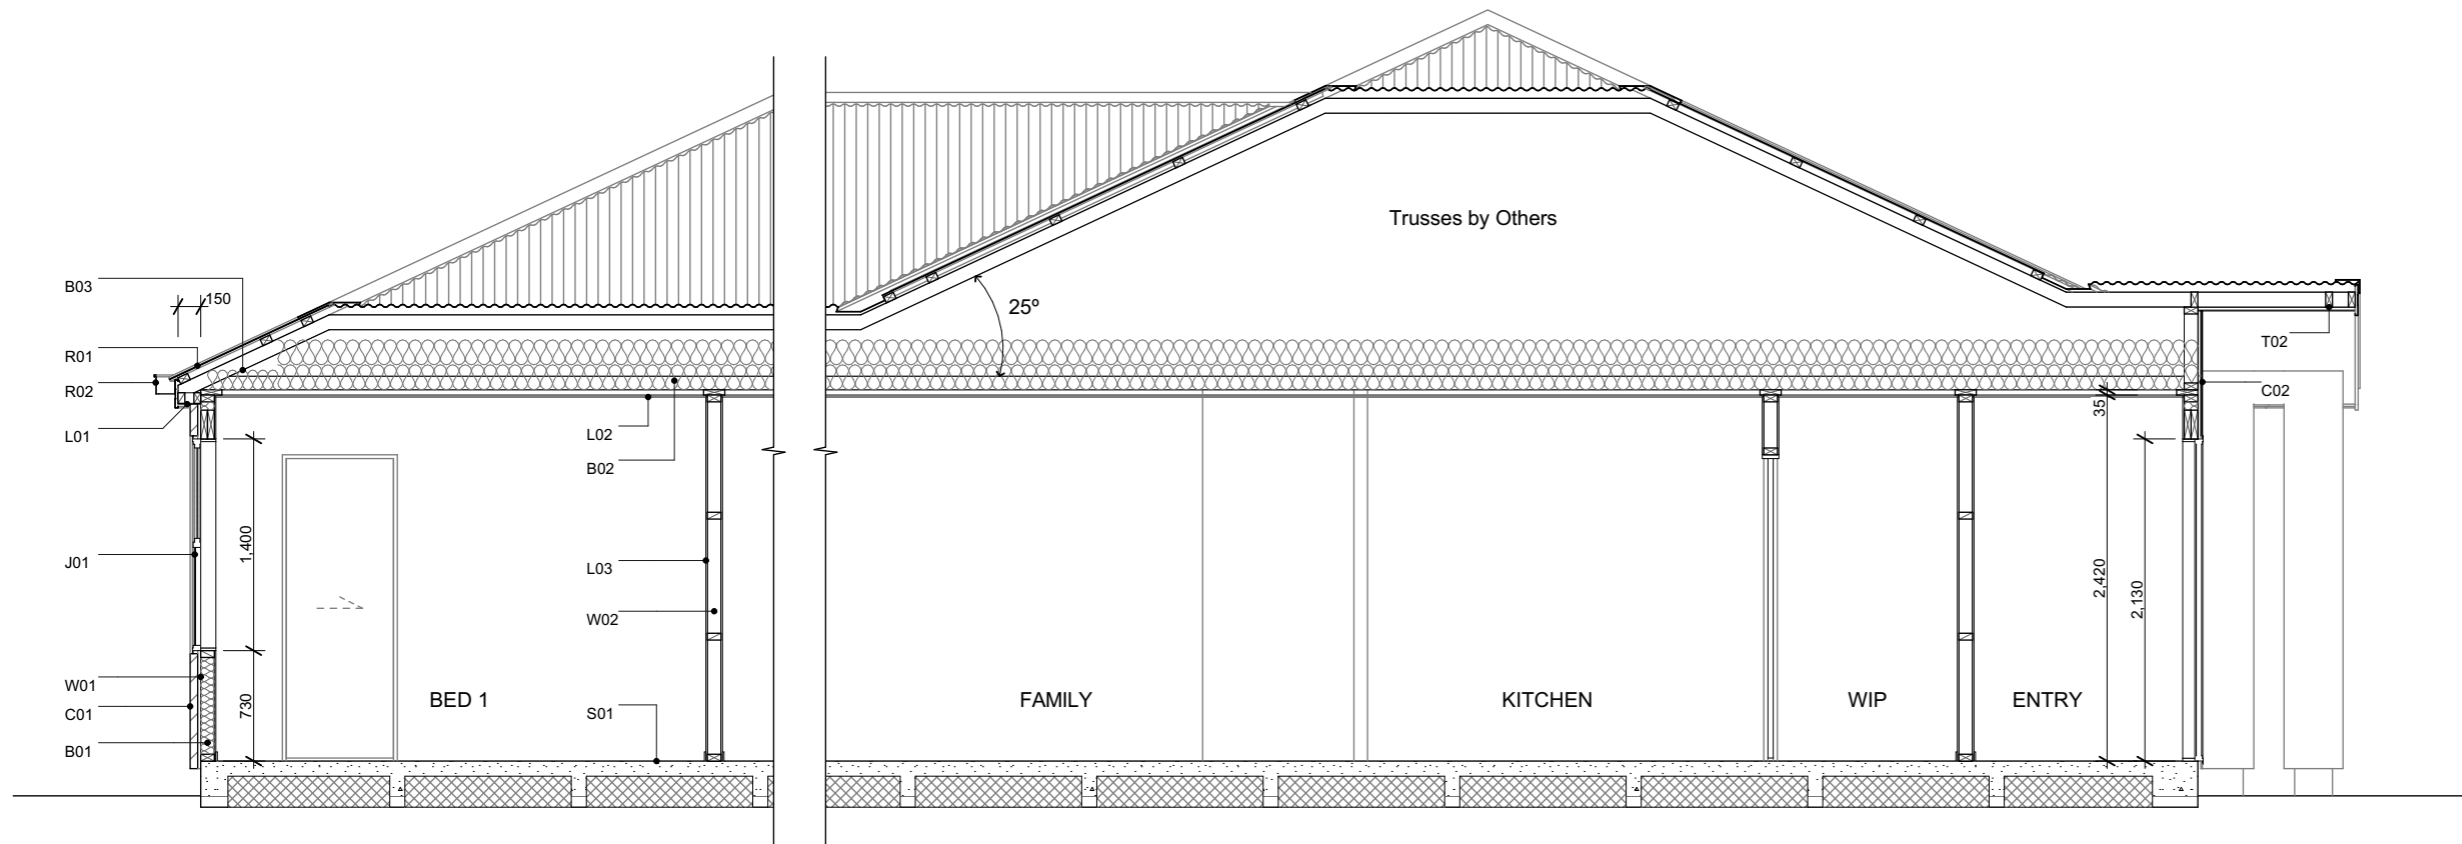 Trusses by Others
25º
B03
150
R01
R02
L01
T02
C02
35
L02
B02
1,400
J01
L03
W02
2,420
2,130
W01
C01
B01
730
BED 1
S01
FAMILY
KITCHEN
WIP
ENTRY